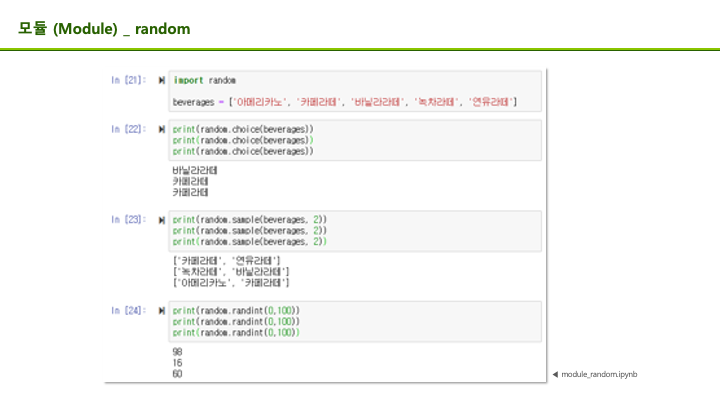 모듈 (Module) _ random
In [21]: import random
beverages = ['아메리카노', '카페라떼', '바닐라라떼', '녹차라떼', '연유라떼']
In [22]: print(random.choice(beverages))
print(random.choice(beverages))
print(random.choice(beverages))
바닐라라떼
카페라떼
카페라떼
In [23]: print(random.sample(beverages, 2))
print(random.sample(beverages, 2))
print(random.sample(beverages, 2))
['카페라떼', '연유라떼']
['녹차라떼', '바닐라라떼']
['아메리카노', '카페라떼']
In [24]: print(random.randint(0,100))
print(random.randint(0,100))
print(random.randint(0,100))
98
16
60
◀ module_random.ipynb